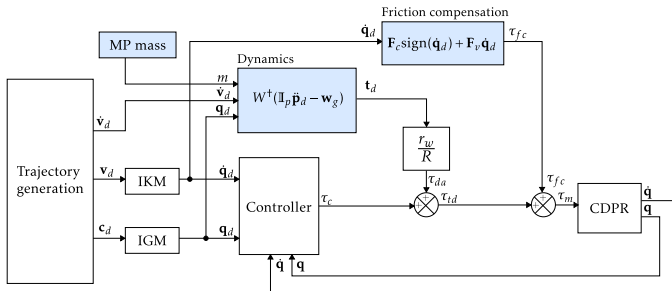 Friction compensation
MP mass
q̇_d
F_c sign(q̇_d) + F_v q̇_d
τ_fc
Dynamics
m
v̇_d
q_d
W†(𝕀_p p̈_d − w_g)
t_d
v̇_d
r_w
R
Trajectory
generation
v_d
IKM
q̇_d
τ_c
τ_da
τ_td
τ_fc
τ_m
Controller
CDPR
q̇
q
c_d
IGM
q_d
q̇
q
+
+
+
+